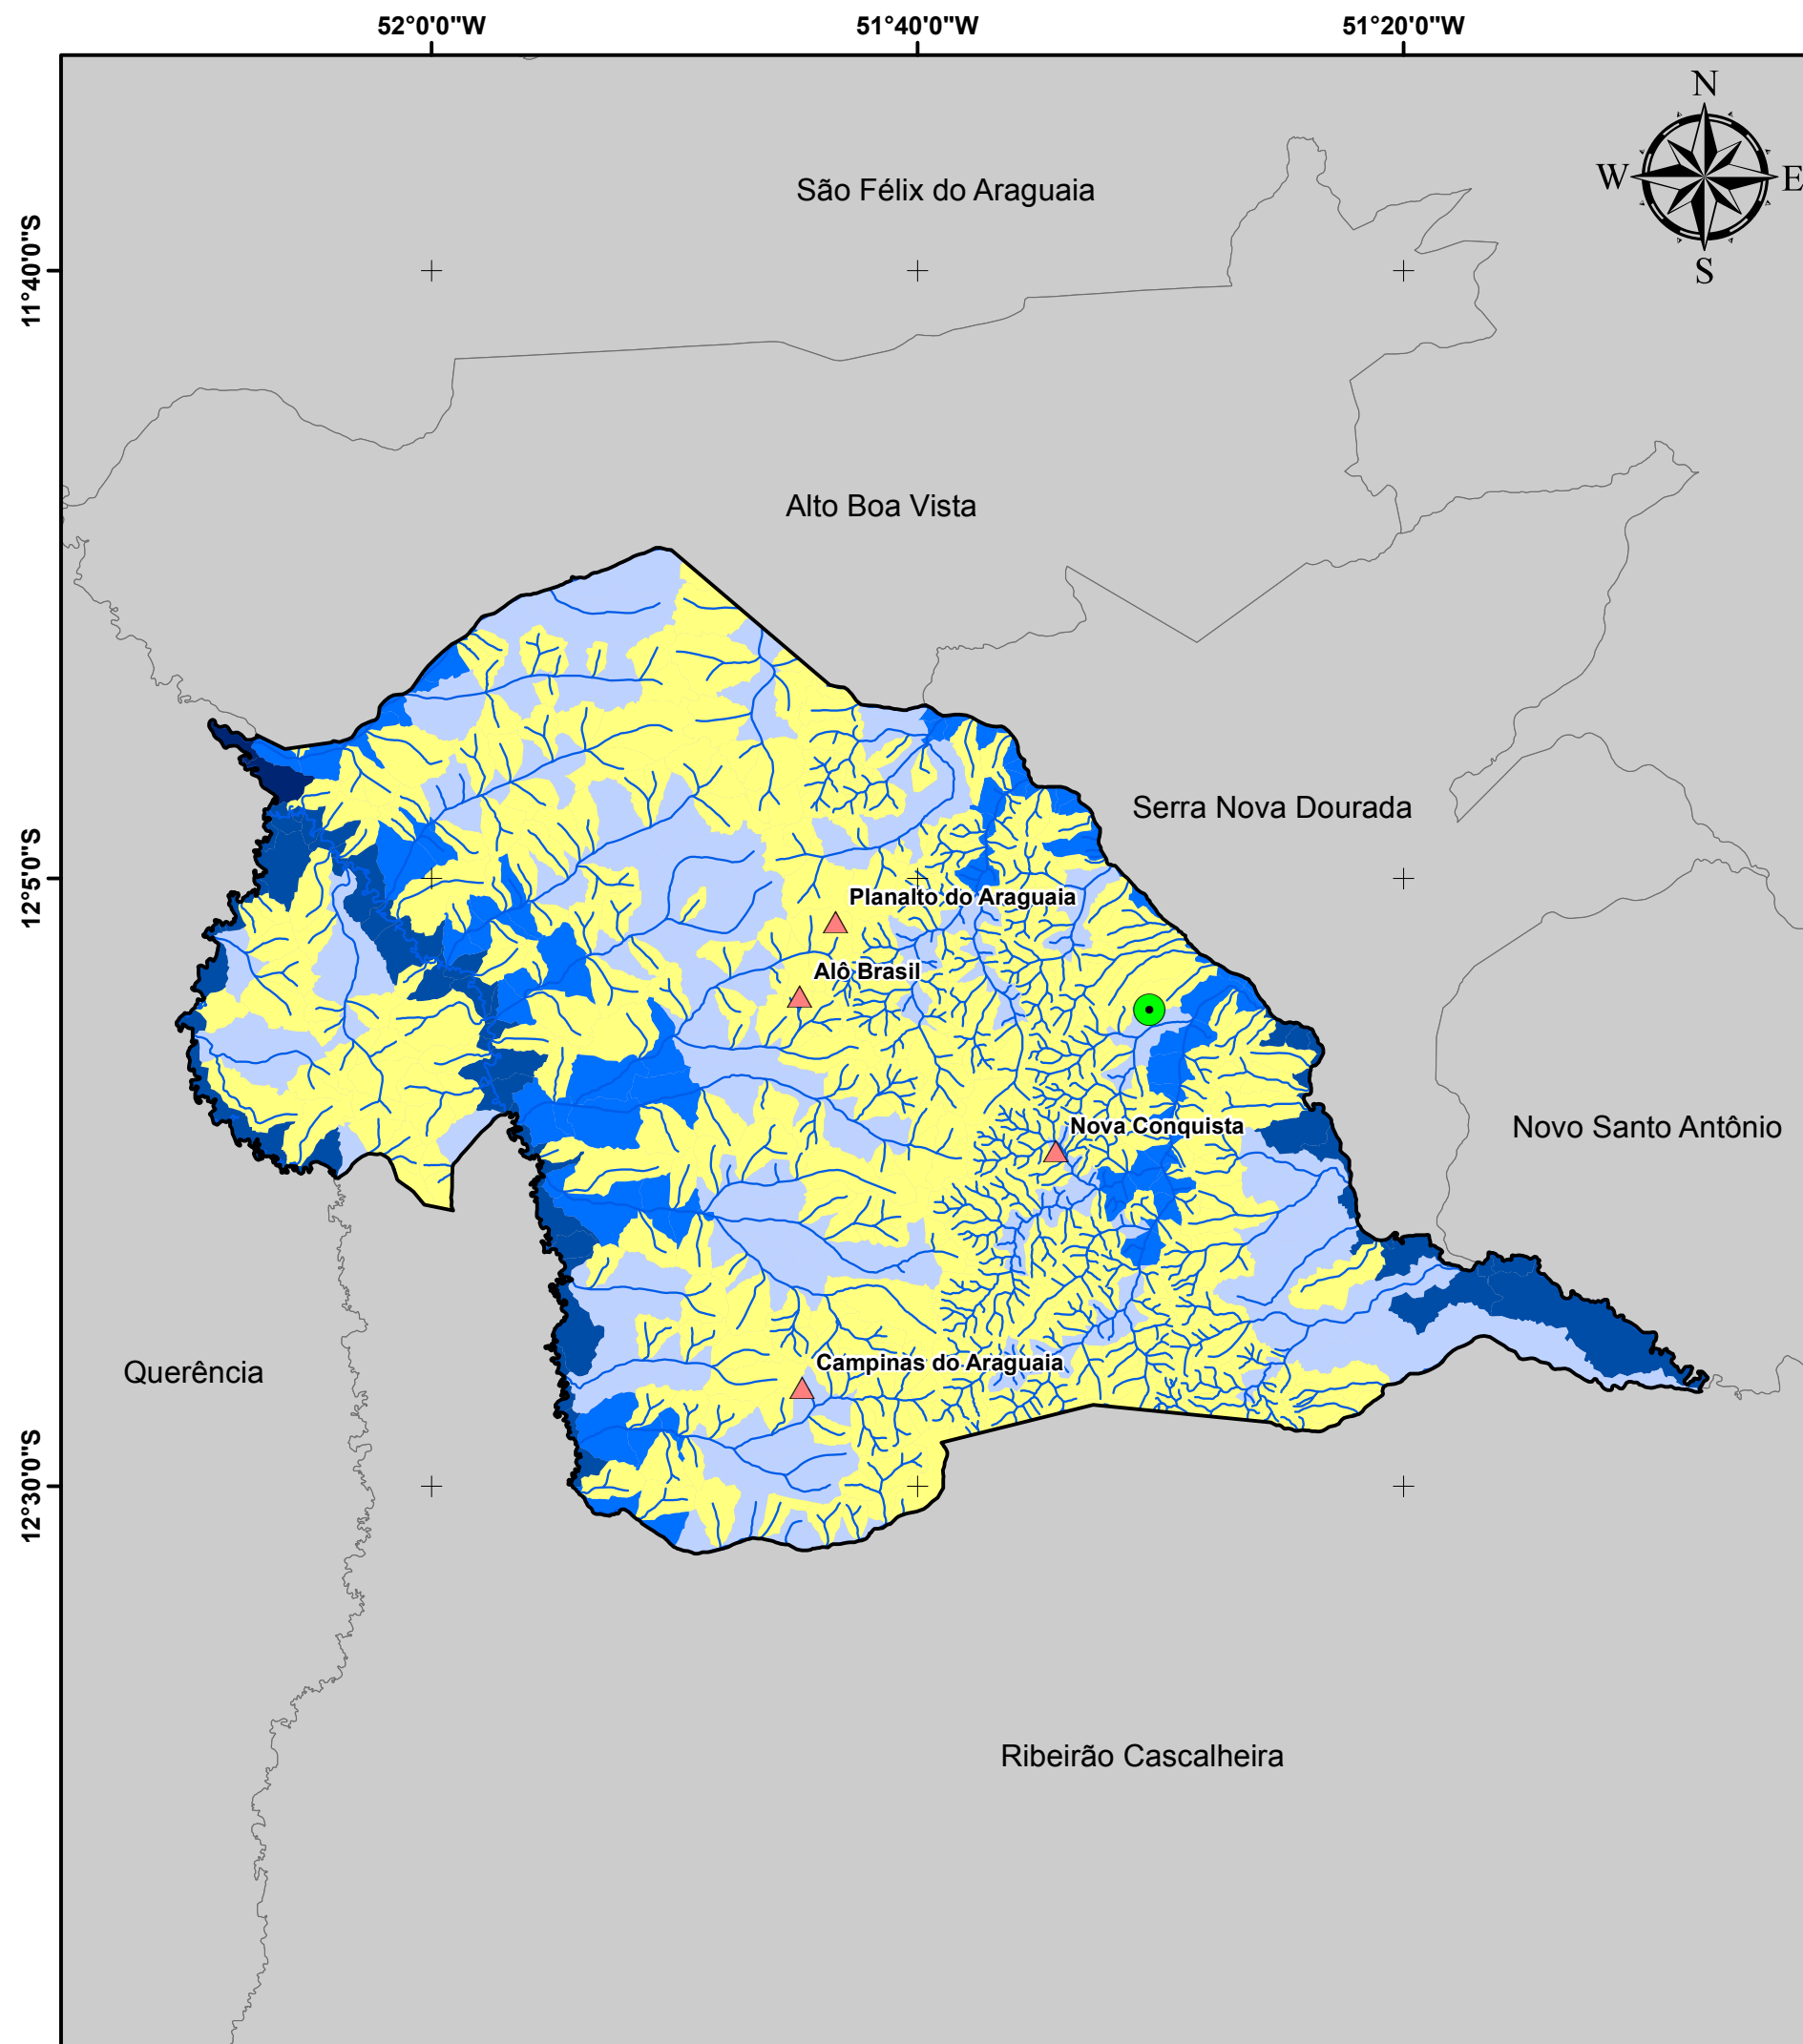 52°0'0"W
51°40'0"W
51°20'0"W
N
W
E
S
São Félix do Araguaia
11°40'0"S
Alto Boa Vista
Serra Nova Dourada
12°5'0"S
Planalto do Araguaia
Alô Brasil
Nova Conquista
Novo Santo Antônio
Campinas do Araguaia
Querência
12°30'0"S
Ribeirão Cascalheira